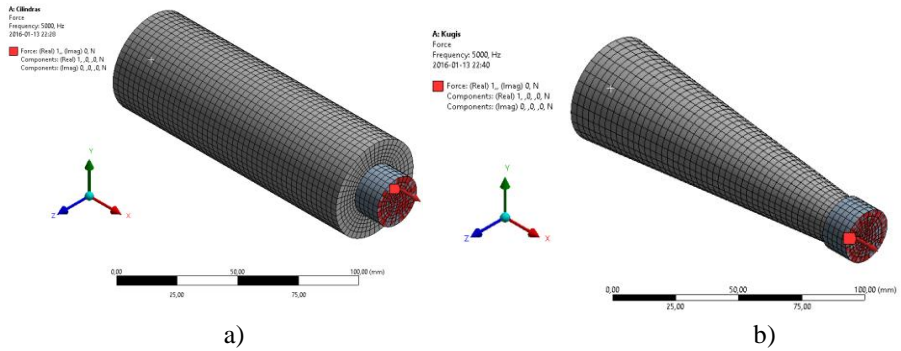 A: Cilindras
Force
Frequency: 5000, Hz
2016-01-13 22:28
Force: (Real) 1,, (Imag) 0, N
Components: (Real) 1, ,0, ,0, N
Components: (Imag) 0, ,0, ,0, N
Y
Z
X
0,00
50,00
100,00 (mm)
25,00
75,00
a)
A: Kugis
Force
Frequency: 5000, Hz
2016-01-13 22:40
Force: (Real) 1,, (Imag) 0, N
Components: (Real) 1, ,0, ,0, N
Components: (Imag) 0, ,0, ,0, N
Y
Z
X
0,00
50,00
100,00 (mm)
25,00
75,00
b)